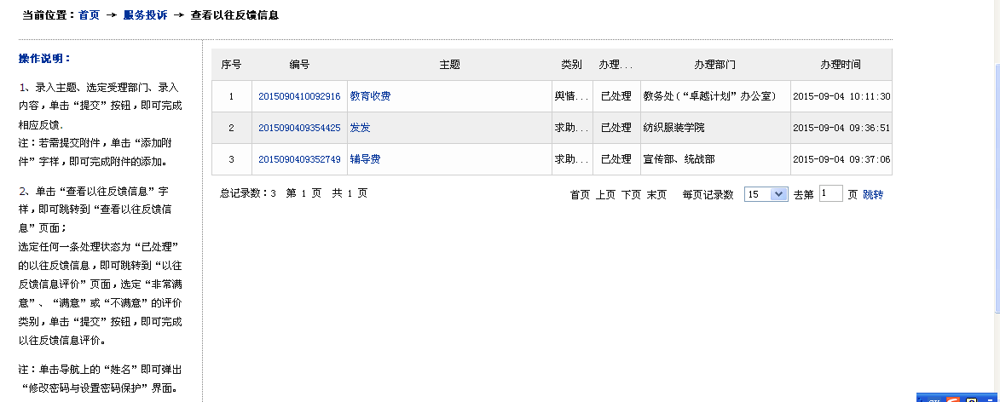 当前位置：首页 → 服务投诉 → 查看以往反馈信息
操作说明：
1、录入主题、选定受理部门、录入
内容，单击“提交”按钮，即可完成
相应反馈.
注：若需提交附件，单击“添加附
件”字样，即可完成附件的添加。
2、单击“查看以往反馈信息”字
样，即可跳转到“查看以往反馈信
息”页面；
选定任何一条处理状态为“已处理”
的以往反馈信息，即可跳转到“以往
反馈信息评价”页面，选定“非常满
意”、“满意”或“不满意”的评价
类别，单击“提交”按钮，即可完成
以往反馈信息评价。
注：单击导航上的“姓名”即可弹出
“修改密码与设置密码保护”界面。
序号 编号 主题 类别 办理... 办理部门 办理时间
1 2015090410092916 教育收费 舆情... 已处理 教务处(“卓越计划”办公室) 2015-09-04 10:11:30
2 2015090409354425 发发 求助... 已处理 纺织服装学院 2015-09-04 09:36:51
3 2015090409352749 辅导费 求助... 已处理 宣传部、统战部 2015-09-04 09:37:06
总记录数：3 第 1 页 共 1 页 首页 上页 下页 末页 每页记录数 15 去第 1 页 跳转